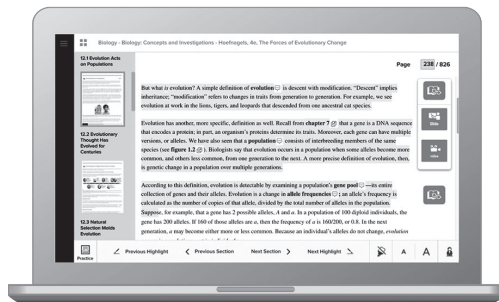 Biology - Biology: Concepts and Investigations - Hoefnagels, 4e, The Forces of Evolutionary Change
Page 238 / 826
12.1 Evolution Acts
on Populations
12.2 Evolutionary
Thought Has
Evolved for
Centuries
12.3 Natural
Selection Molds
Evolution
But what is evolution? A simple definition of evolution is descent with modification. “Descent” implies
inheritance; “modification” refers to changes in traits from generation to generation. For example, we see
evolution at work in the lions, tigers, and leopards that descended from one ancestral cat species.
Evolution has another, more specific, definition as well. Recall from chapter 7 that a gene is a DNA sequence
that encodes a protein; in part, an organism’s proteins determine its traits. Moreover, each gene can have multiple
versions, or alleles. We have also seen that a population consists of interbreeding members of the same
species (see figure 1.2). Biologists say that evolution occurs in a population when some alleles become more
common, and others less common, from one generation to the next. A more precise definition of evolution, then,
is genetic change in a population over multiple generations.
According to this definition, evolution is detectable by examining a population’s gene pool—its entire
collection of genes and their alleles. Evolution is a change in allele frequencies; an allele’s frequency is
calculated as the number of copies of that allele, divided by the total number of alleles in the population.
Suppose, for example, that a gene has 2 possible alleles, A and a. In a population of 100 diploid individuals, the
gene has 200 alleles. If 160 of those alleles are a, then the frequency of a is 160/200, or 0.8. In the next
generation, a may become either more or less common. Because an individual’s alleles do not change, evolution
Practice
Previous Highlight
Previous Section
Next Section
Next Highlight
A
A